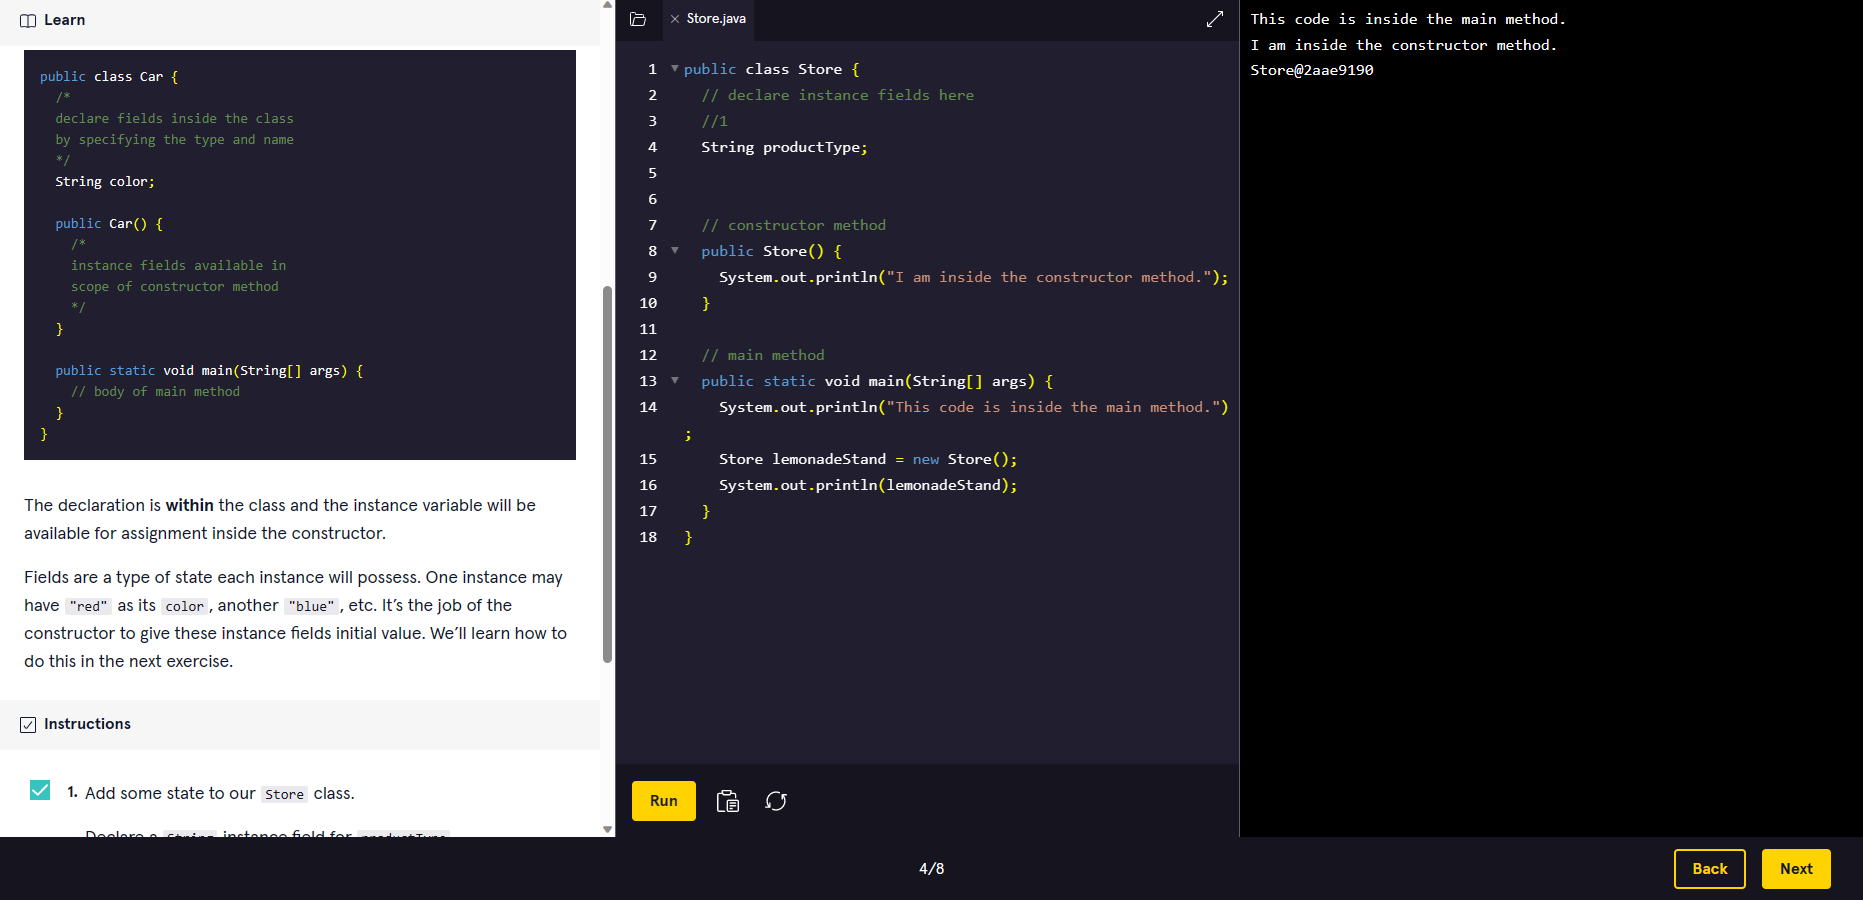 Learn
public class Car {
/*
declare fields inside the class
by specifying the type and name
*/
String color;
public Car() {
/*
instance fields available in
scope of constructor method
*/
}
public static void main(String[] args) {
// body of main method
}
}
The declaration is within the class and the instance variable will be
available for assignment inside the constructor.
Fields are a type of state each instance will possess. One instance may
have "red" as its color, another "blue", etc. It’s the job of the
constructor to give these instance fields initial value. We’ll learn how to
do this in the next exercise.
Instructions
1. Add some state to our Store class.
Declare a String instance field for productType
Store.java
1 public class Store {
2 // declare instance fields here
3 //1
4 String productType;
5
6
7 // constructor method
8 public Store() {
9 System.out.println("I am inside the constructor method.");
10 }
11
12 // main method
13 public static void main(String[] args) {
14 System.out.println("This code is inside the main method.")
;
15 Store lemonadeStand = new Store();
16 System.out.println(lemonadeStand);
17 }
18 }
Run
This code is inside the main method.
I am inside the constructor method.
Store@2aae9190
4/8
Back
Next